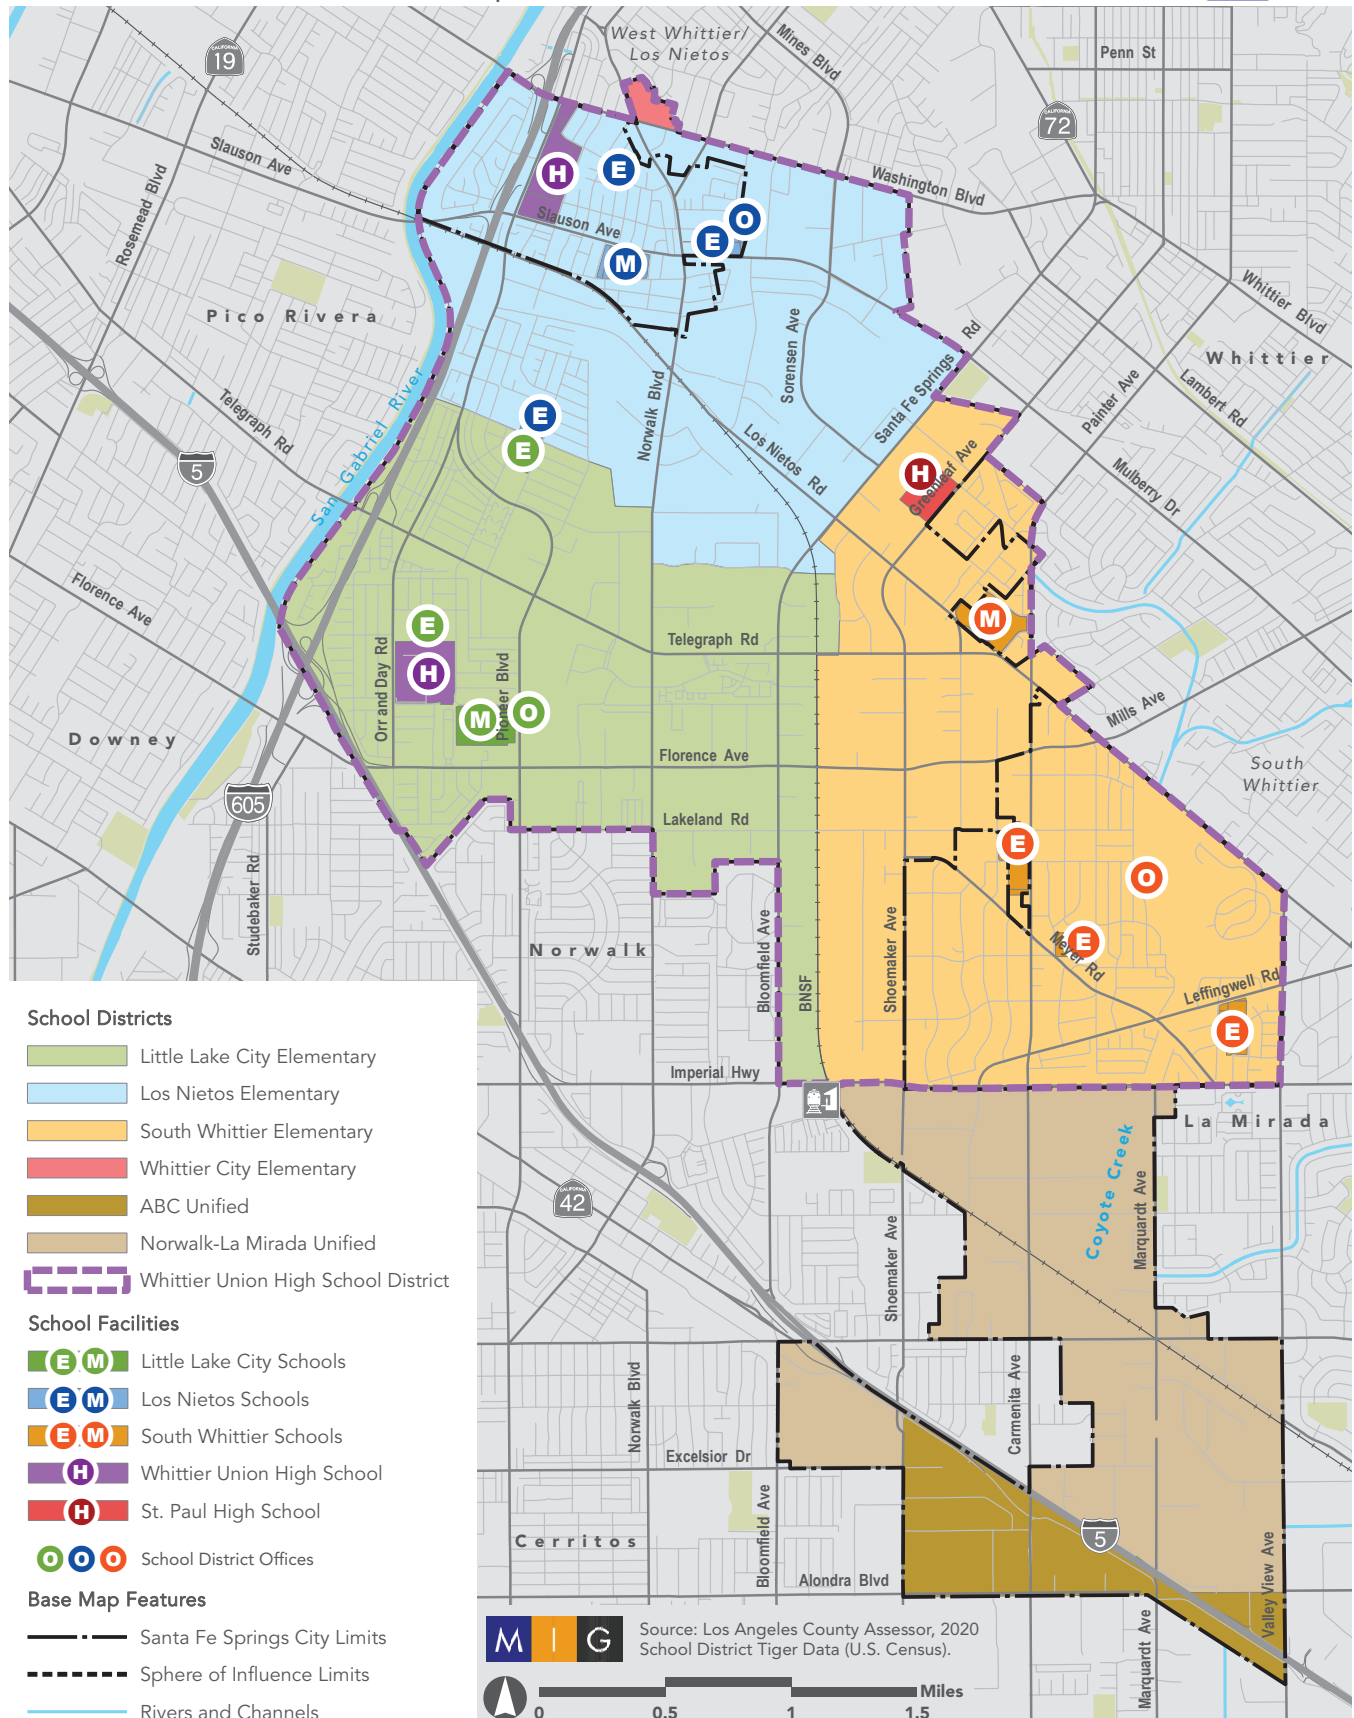 West Whittier/
Los Nietos
Mines Blvd
Penn St
CALIFORNIA
19
CALIFORNIA
72
Slauson Ave
Rosemead Blvd
Washington Blvd
H
E
O
E
M
Slauson Ave
Pico Rivera
Whittier Blvd
Whittier
Sorensen Ave
Santa Fe Springs Rd
Painter Ave
Lambert Rd
Telegraph Rd
San Gabriel River
Norwalk Blvd
Los Nietos Rd
E
E
5
H
Greenleaf Ave
Mulberry Dr
Florence Ave
E
H
M
O
Orr and Day Rd
Pioneer Blvd
Telegraph Rd
M
Mills Ave
Downey
Florence Ave
South
Whittier
605
Lakeland Rd
E
O
E
Meyer Rd
Studebaker Rd
Norwalk
Bloomfield Ave
BNSF
Shoemaker Ave
Leffingwell Rd
E
Imperial Hwy
La Mirada
Coyote Creek
Marquardt Ave
CALIFORNIA
42
Shoemaker Ave
Norwalk Blvd
Carmenita Ave
Excelsior Dr
Cerritos
Bloomfield Ave
5
Alondra Blvd
Valley View Ave
Marquardt Ave
School Districts
Little Lake City Elementary
Los Nietos Elementary
South Whittier Elementary
Whittier City Elementary
ABC Unified
Norwalk-La Mirada Unified
Whittier Union High School District
School Facilities
E M Little Lake City Schools
E M Los Nietos Schools
E M South Whittier Schools
H Whittier Union High School
H St. Paul High School
O O O School District Offices
Base Map Features
Santa Fe Springs City Limits
Sphere of Influence Limits
Rivers and Channels
M I G
Source: Los Angeles County Assessor, 2020
School District Tiger Data (U.S. Census).
Miles
0 0.5 1 1.5